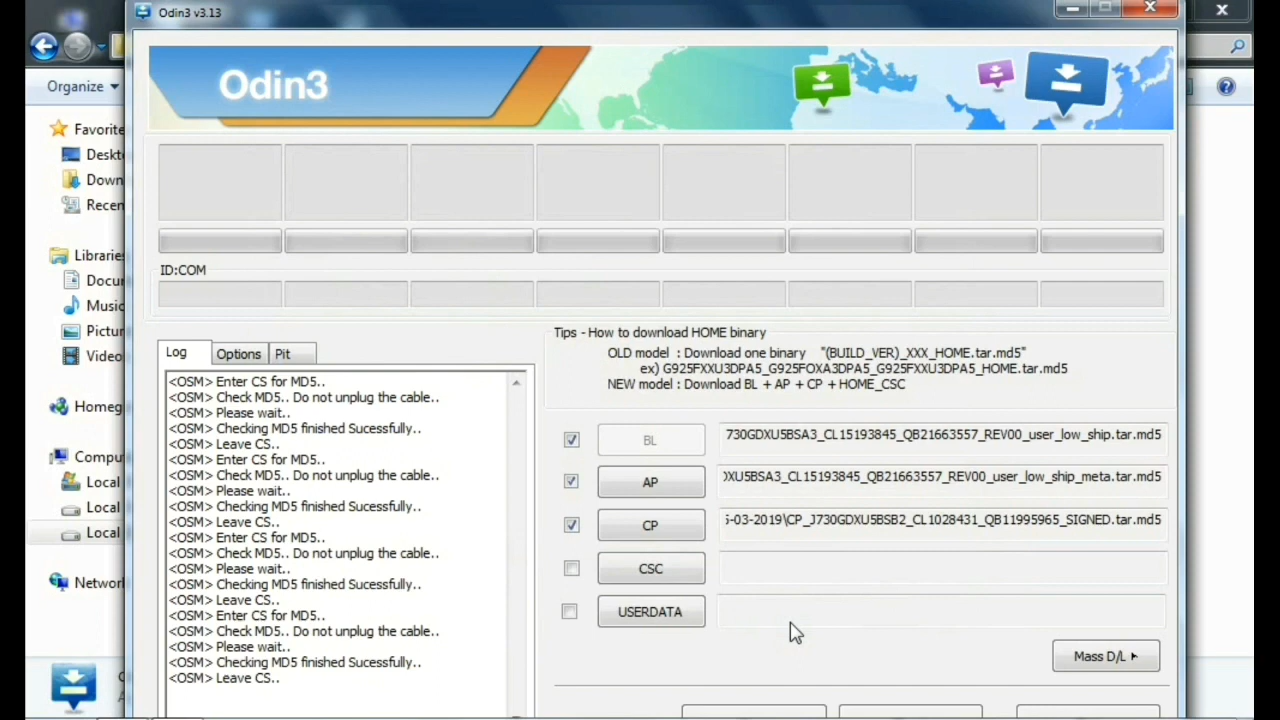 Odin3 v3.13
Organize
Odin3
Favorite
Deskt
Down
Recen
Librarie
Docu
Music
Pictur
Video
Homeg
Compu
Local
Local
Local
Networ
ID:COM
Log
Options
Pit
<OSM> Enter CS for MD5..
<OSM> Check MD5.. Do not unplug the cable..
<OSM> Please wait..
<OSM> Checking MD5 finished Sucessfully..
<OSM> Leave CS..
<OSM> Enter CS for MD5..
<OSM> Check MD5.. Do not unplug the cable..
<OSM> Please wait..
<OSM> Checking MD5 finished Sucessfully..
<OSM> Leave CS..
<OSM> Enter CS for MD5..
<OSM> Check MD5.. Do not unplug the cable..
<OSM> Please wait..
<OSM> Checking MD5 finished Sucessfully..
<OSM> Leave CS..
<OSM> Enter CS for MD5..
<OSM> Check MD5.. Do not unplug the cable..
<OSM> Please wait..
<OSM> Checking MD5 finished Sucessfully..
<OSM> Leave CS..
Tips - How to download HOME binary
OLD model : Download one binary "(BUILD_VER)_XXX_HOME.tar.md5"
ex) G925FXXU3DPA5_G925FOXA3DPA5_G925FXXU3DPA5_HOME.tar.md5
NEW model : Download BL + AP + CP + HOME_CSC
BL
730GDXU5BSA3_CL15193845_QB21663557_REV00_user_low_ship.tar.md5
AP
XU5BSA3_CL15193845_QB21663557_REV00_user_low_ship_meta.tar.md5
CP
-03-2019\CP_J730GDXU5BSB2_CL1028431_QB11995965_SIGNED.tar.md5
CSC
USERDATA
Mass D/L